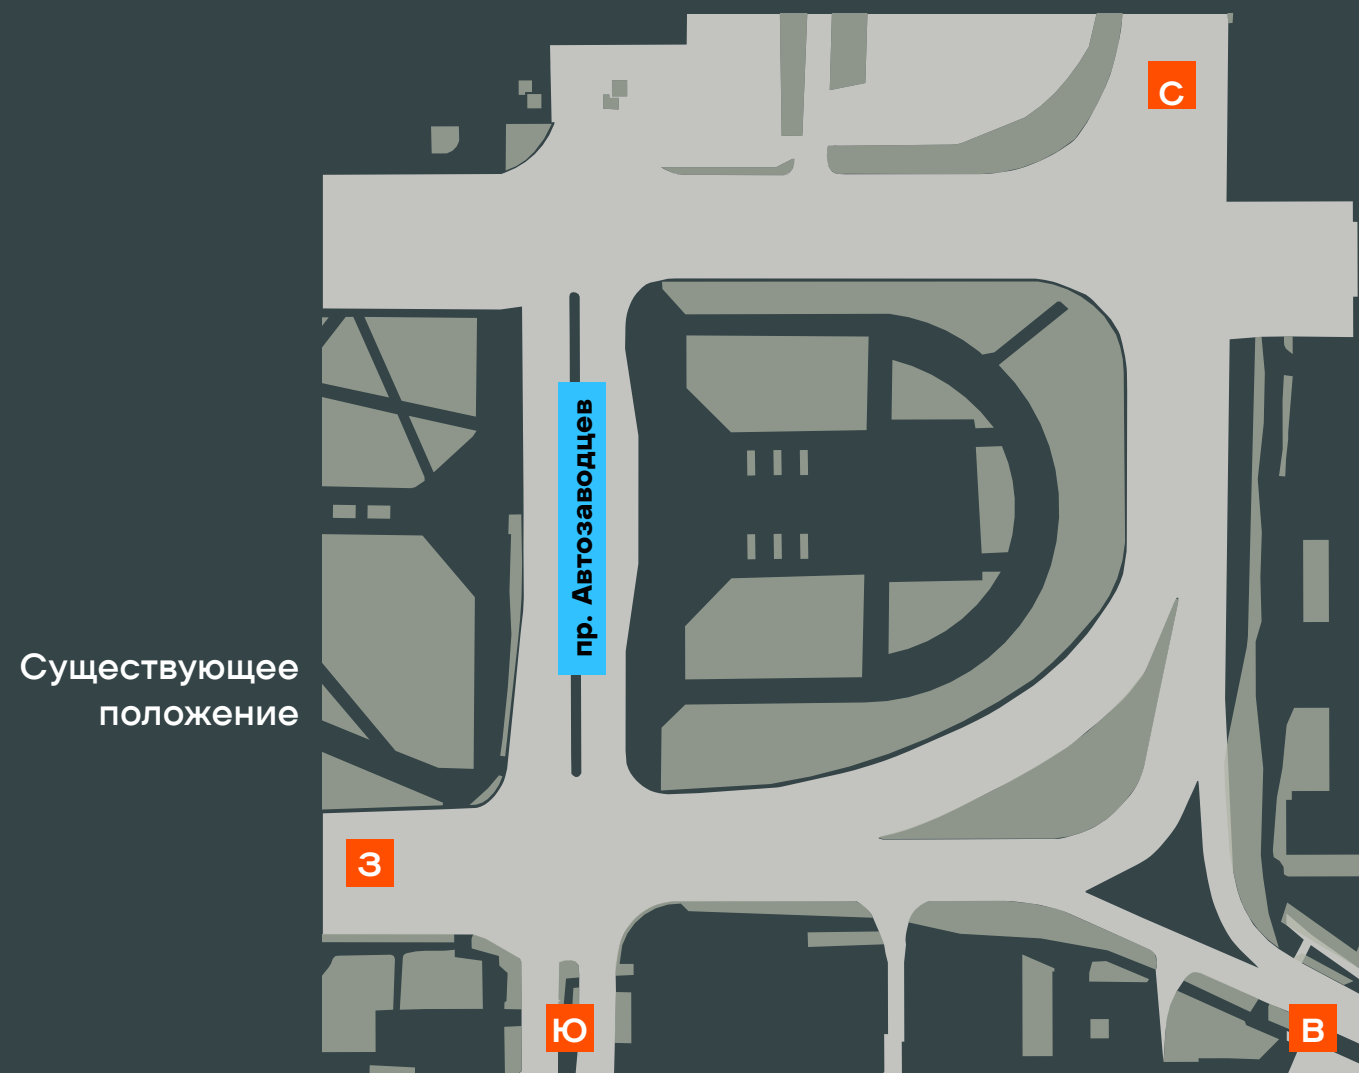 С
пр. Автозаводцев
Существующее
положение
З
Ю
В